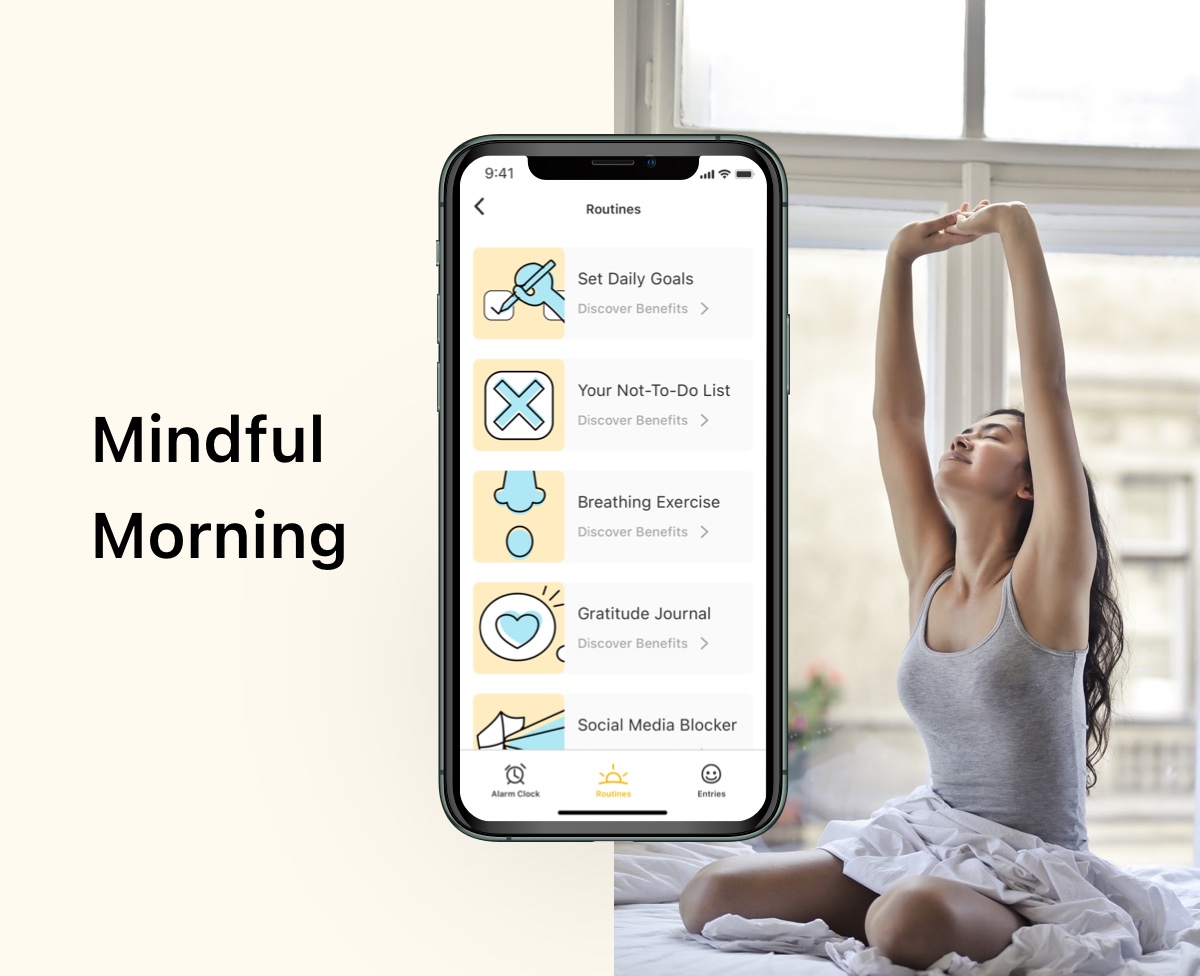 Mindful
Morning
9:41
Routines
Set Daily Goals
Discover Benefits
Your Not-To-Do List
Discover Benefits
Breathing Exercise
Discover Benefits
Gratitude Journal
Discover Benefits
Social Media Blocker
Alarm Clock
Routines
Entries